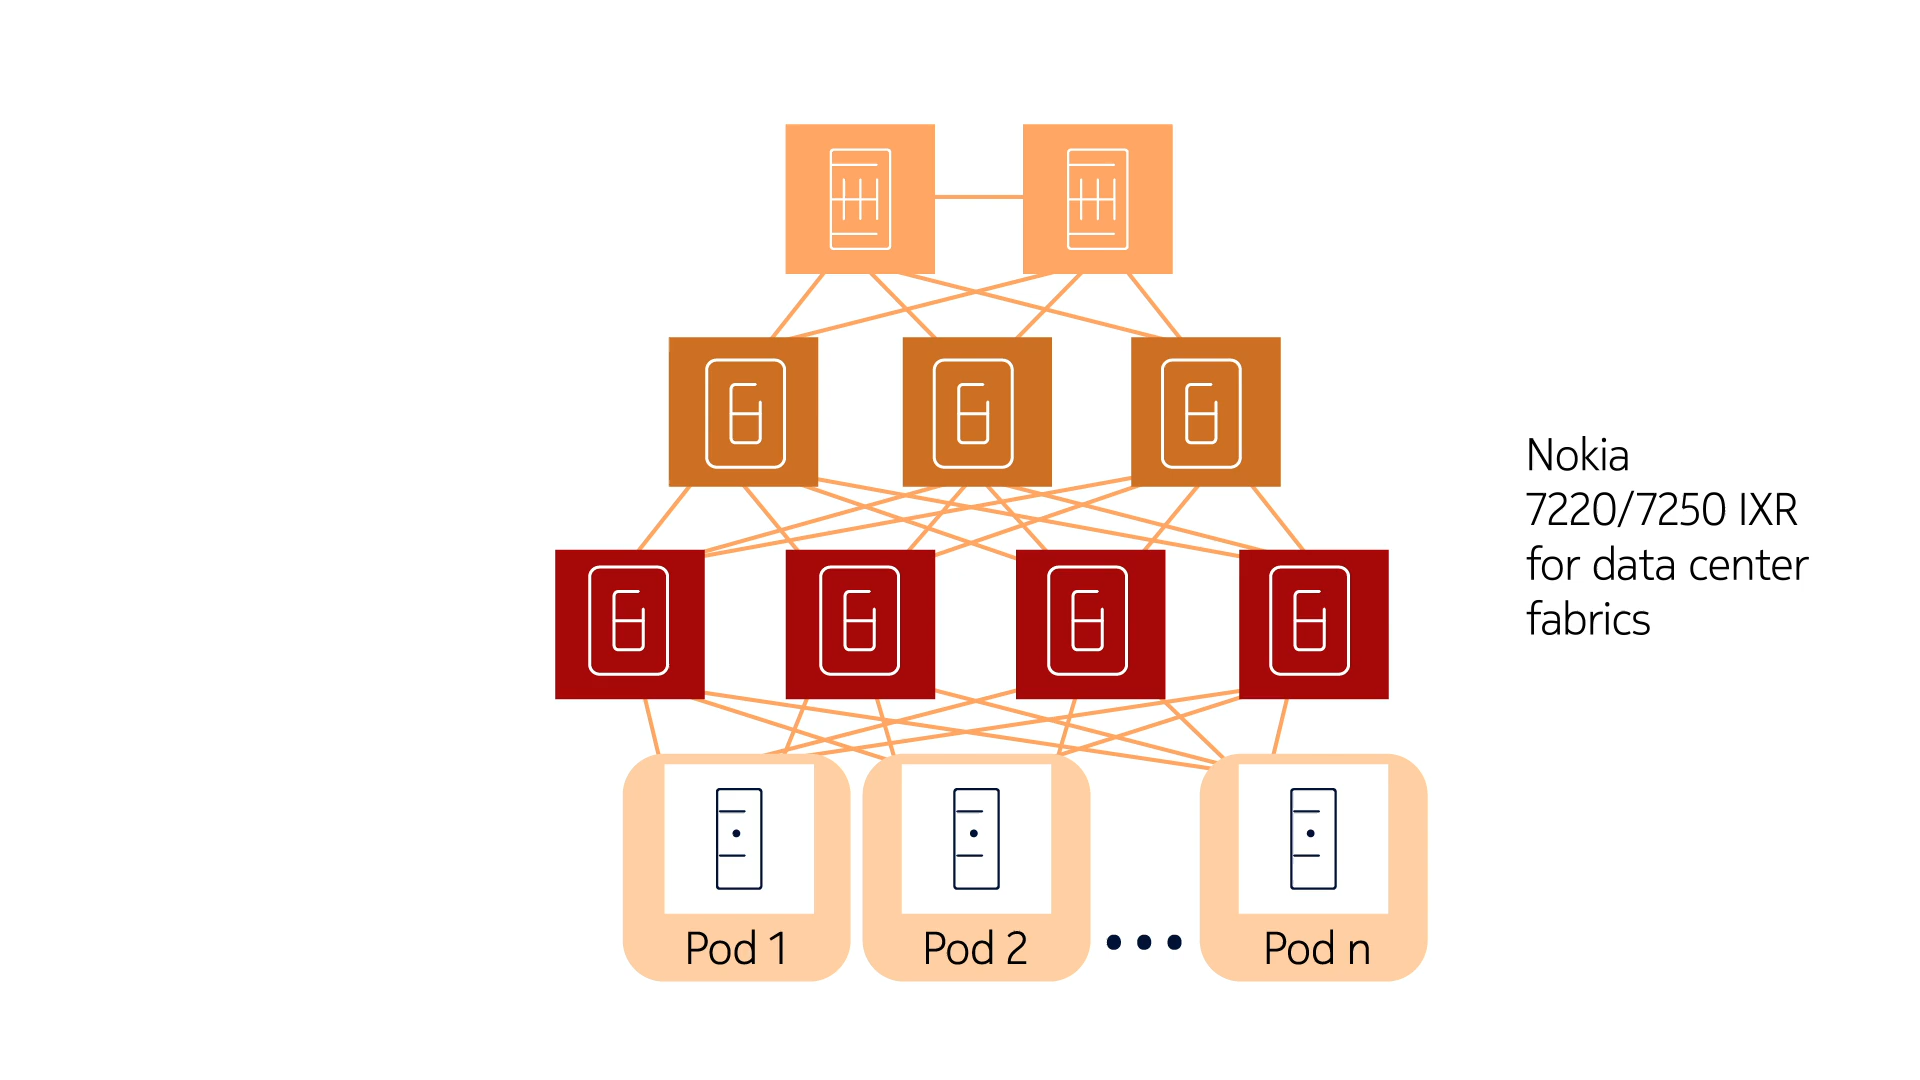 Nokia
7220/7250 IXR
for data center
fabrics
Pod 1
Pod 2
Pod n